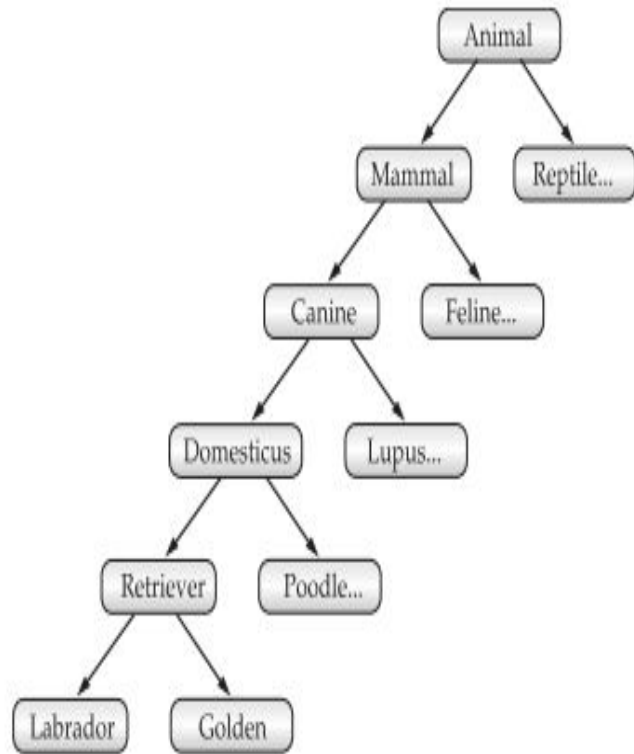 Animal
Mammal
Reptile...
Canine
Feline...
Domesticus
Lupus...
Retriever
Poodle...
Labrador
Golden